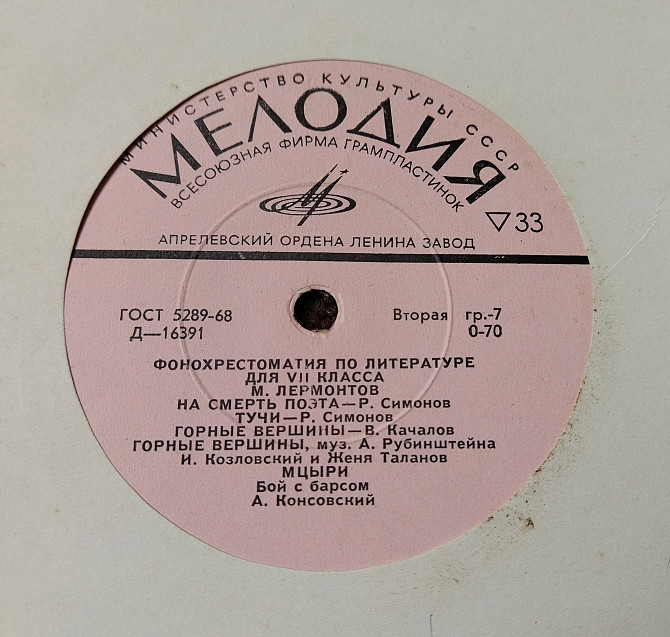 МИНИСТЕРСТВО КУЛЬТУРЫ СССР
МЕЛОДИЯ
ВСЕСОЮЗНАЯ ФИРМА ГРАМПЛАСТИНОК
▽33
АПРЕЛЕВСКИЙ ОРДЕНА ЛЕНИНА ЗАВОД
ГОСТ 5289-68 Вторая гр.-7
Д—16391 0-70
ФОНОХРЕСТОМАТИЯ ПО ЛИТЕРАТУРЕ
ДЛЯ VII КЛАССА
М. ЛЕРМОНТОВ
НА СМЕРТЬ ПОЭТА—Р. Симонов
ТУЧИ—Р. Симонов
ГОРНЫЕ ВЕРШИНЫ—В. Качалов
ГОРНЫЕ ВЕРШИНЫ, муз. А. Рубинштейна
И. Козловский и Женя Таланов
МЦЫРИ
Бой с барсом
А. Консовский